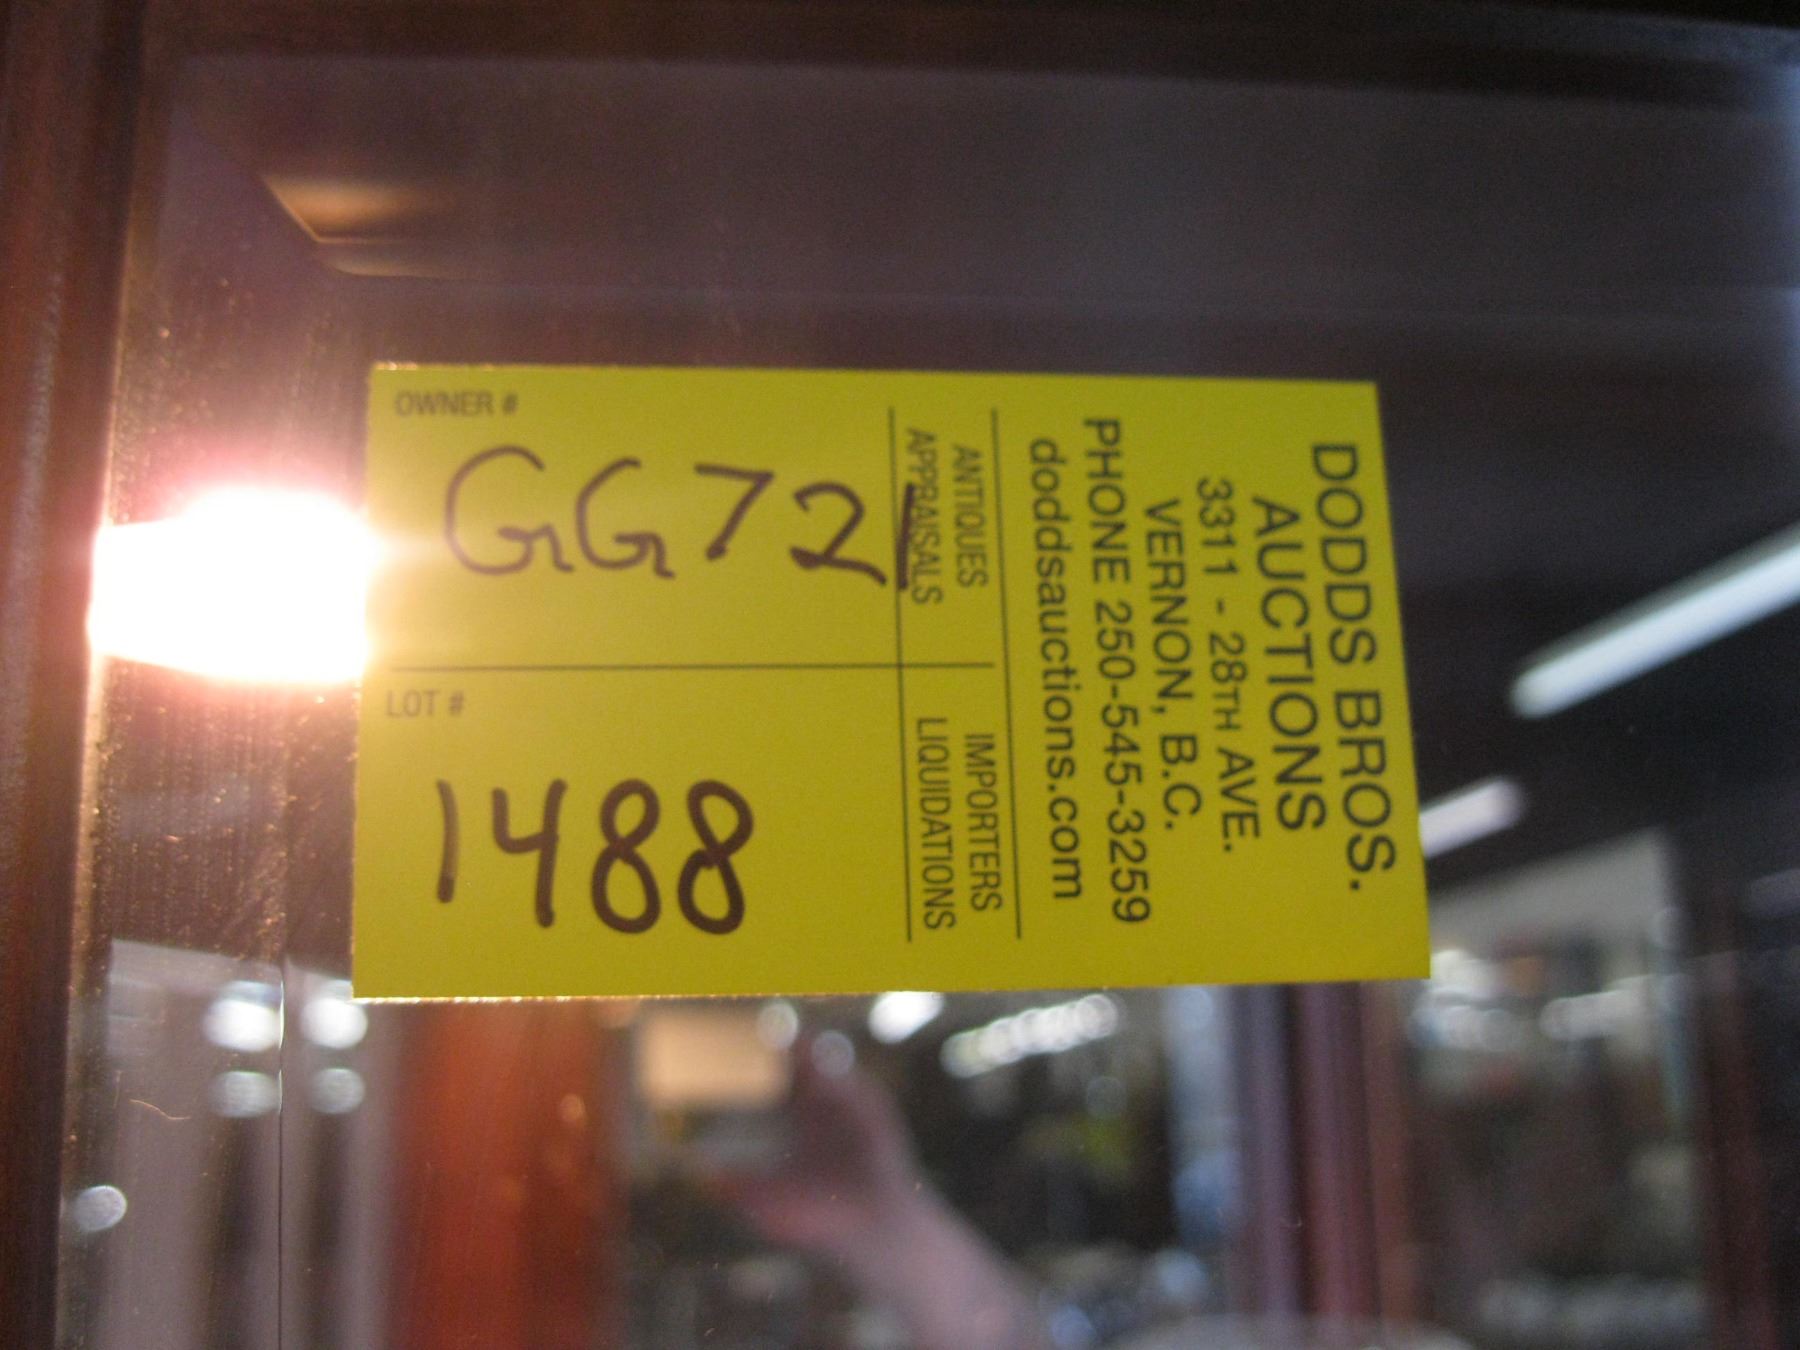 OWNER #
GG721
LOT #
1488
DODDS BROS.
AUCTIONS
3311 - 28TH AVE.
VERNON, B.C.
PHONE 250-545-3259
doddsauctions.com
ANTIQUES
APPRAISALS
IMPORTERS
LIQUIDATIONS